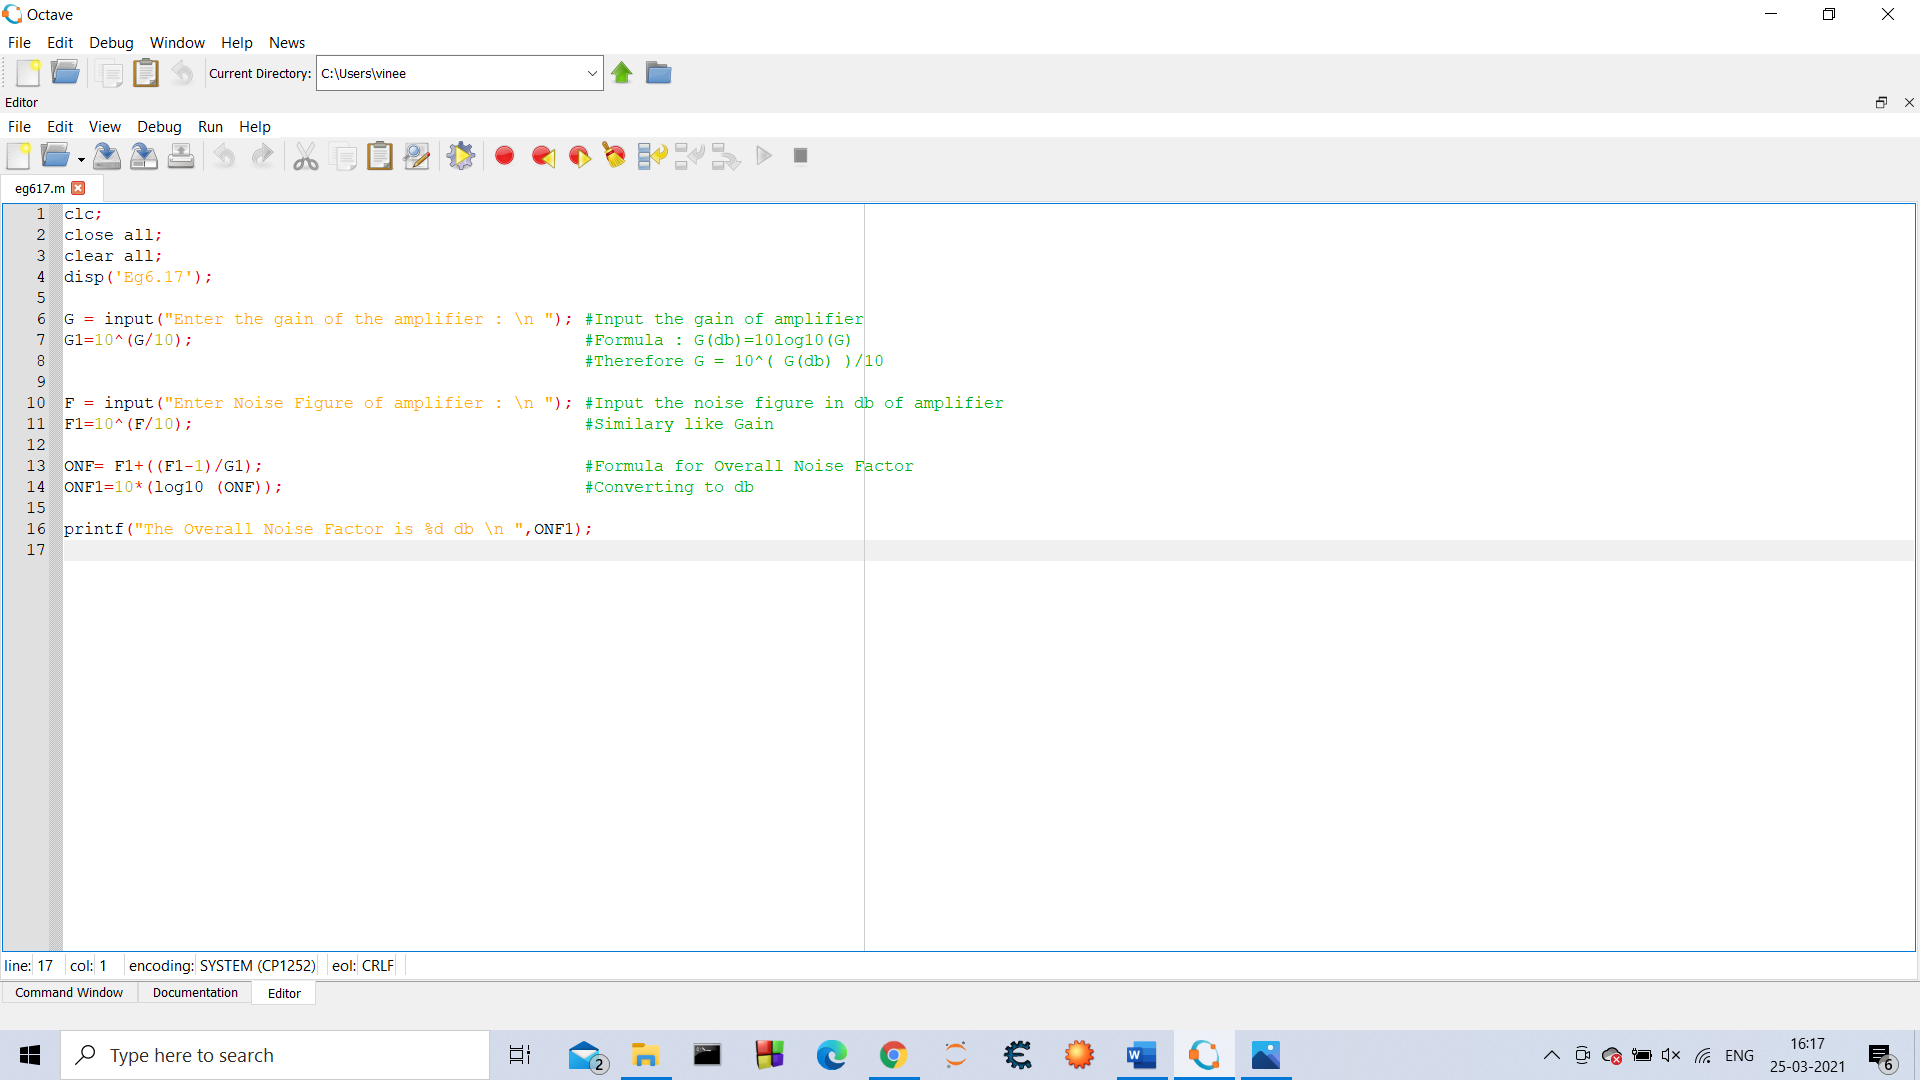 Octave
File Edit Debug Window Help News
Current Directory: C:\Users\vinee
Editor
File Edit View Debug Run Help
eg617.m
1 clc;
2 close all;
3 clear all;
4 disp('Eg6.17');
5
6 G = input("Enter the gain of the amplifier : \n "); #Input the gain of amplifier
7 G1=10^(G/10); #Formula : G(db)=10log10(G)
8 #Therefore G = 10^( G(db) )/10
9
10 F = input("Enter Noise Figure of amplifier : \n "); #Input the noise figure in db of amplifier
11 F1=10^(F/10); #Similary like Gain
12
13 ONF= F1+((F1-1)/G1); #Formula for Overall Noise Factor
14 ONF1=10*(log10 (ONF)); #Converting to db
15
16 printf("The Overall Noise Factor is %d db \n ",ONF1);
17
line: 17 col: 1 encoding: SYSTEM (CP1252) eol: CRLF
Command Window Documentation Editor
Type here to search 2 W ENG 16:17
25-03-2021 6